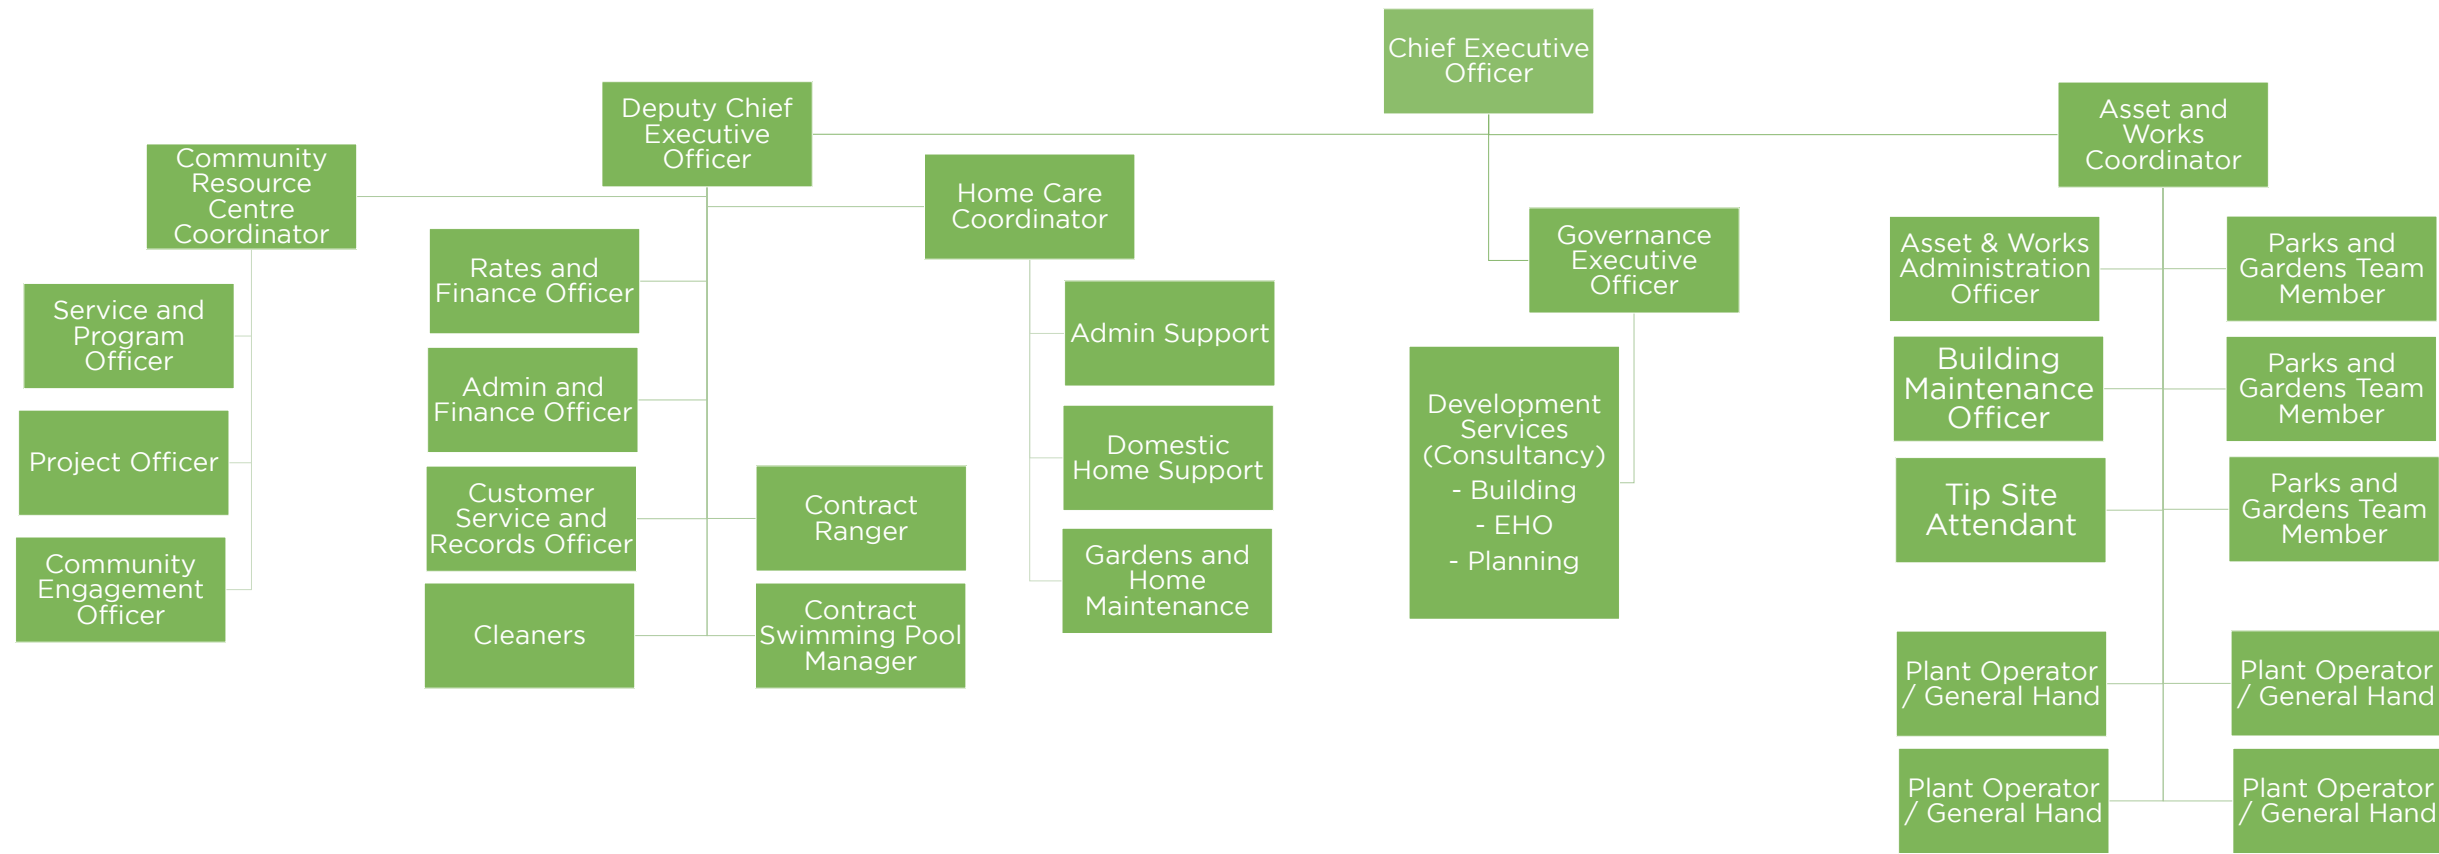 Chief Executive
Officer
Deputy Chief
Executive
Officer
Asset and
Works
Coordinator
Community
Resource
Centre
Coordinator
Home Care
Coordinator
Governance
Executive
Officer
Service and
Program
Officer
Project Officer
Community
Engagement
Officer
Rates and
Finance Officer
Admin and
Finance Officer
Customer
Service and
Records Officer
Cleaners
Contract
Ranger
Contract
Swimming Pool
Manager
Admin Support
Domestic
Home Support
Gardens and
Home
Maintenance
Development
Services
(Consultancy)
- Building
- EHO
- Planning
Asset & Works
Administration
Officer
Building
Maintenance
Officer
Tip Site
Attendant
Plant Operator
/ General Hand
Plant Operator
/ General Hand
Parks and
Gardens Team
Member
Parks and
Gardens Team
Member
Parks and
Gardens Team
Member
Plant Operator
/ General Hand
Plant Operator
/ General Hand